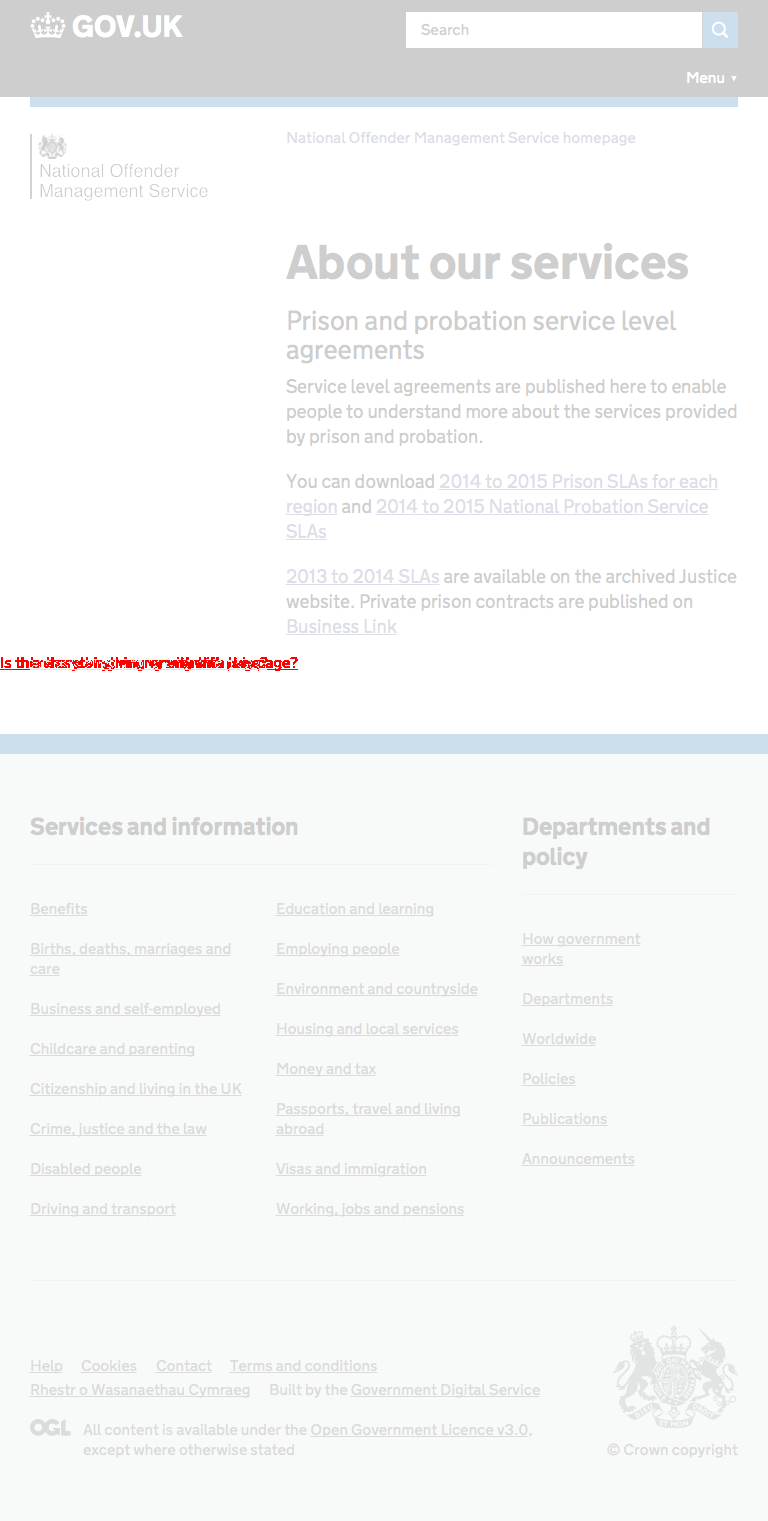 GOV.UK
Search
Menu ▼
National Offender Management Service homepage
National Offender
Management Service
About our services
Prison and probation service level
agreements
Service level agreements are published here to enable
people to understand more about the services provided
by prison and probation.
You can download 2014 to 2015 Prison SLAs for each
region and 2014 to 2015 National Probation Service
SLAs
2013 to 2014 SLAs are available on the archived Justice
website. Private prison contracts are published on
Business Link
Is this
Services and information
Departments and
policy
Benefits
Births, deaths, marriages and
care
Business and self-employed
Childcare and parenting
Citizenship and living in the UK
Crime, justice and the law
Disabled people
Driving and transport
Education and learning
Employing people
Environment and countryside
Housing and local services
Money and tax
Passports, travel and living
abroad
Visas and immigration
Working, jobs and pensions
How government
works
Departments
Worldwide
Policies
Publications
Announcements
Help Cookies Contact Terms and conditions
Rhestr o Wasanaethau Cymraeg Built by the Government Digital Service
OGL All content is available under the Open Government Licence v3.0,
except where otherwise stated
© Crown copyright